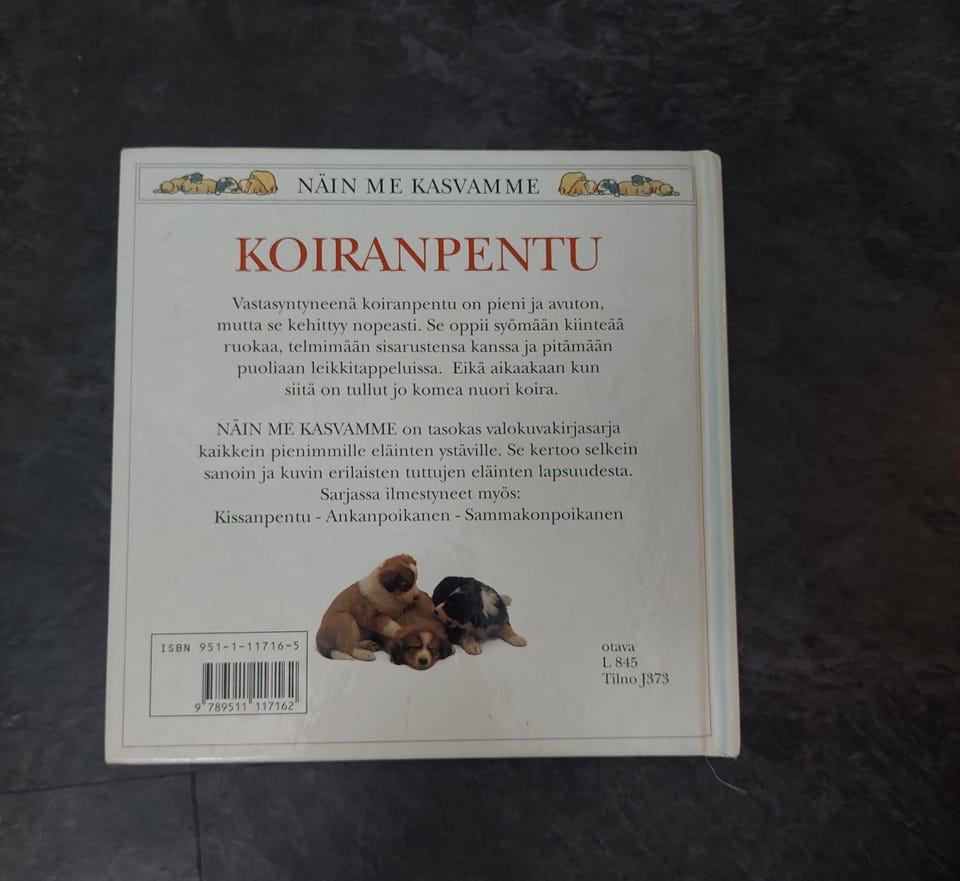 NÄIN ME KASVAMME
KOIRANPENTU
Vastasyntyneenä koiranpentu on pieni ja avuton,
mutta se kehittyy nopeasti. Se oppii syömään kiinteää
ruokaa, telmimään sisarustensa kanssa ja pitämään
puoliaan leikkitappeluissa. Eikä aikaakaan kun
siitä on tullut jo komea nuori koira.
NÄIN ME KASVAMME on tasokas valokuvakirjasarja
kaikkein pienimmille eläinten ystäville. Se kertoo selkein
sanoin ja kuvin erilaisten tuttujen eläinten lapsuudesta.
Sarjassa ilmestyneet myös:
Kissanpentu - Ankanpoikanen - Sammakonpoikanen
ISBN 951-1-11716-5
9 789511 117162
otava
L 845
Tilno J373